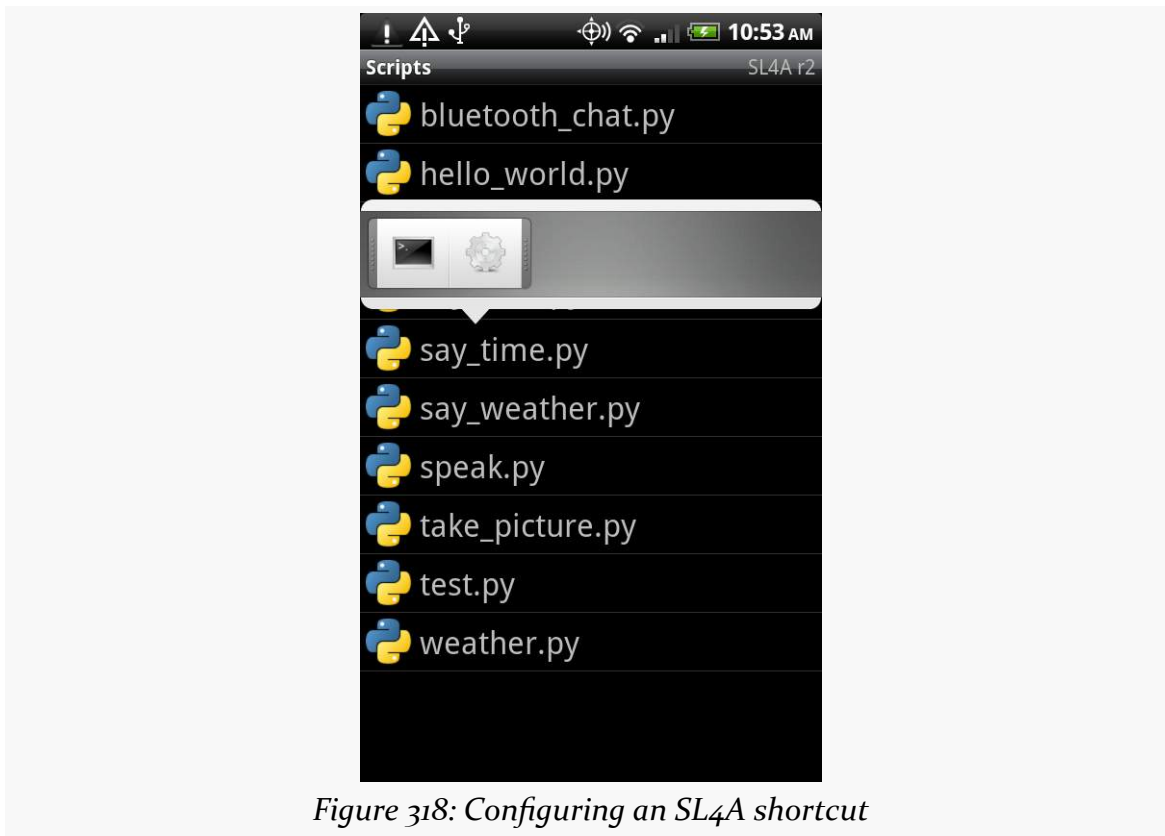 10:53 AM
Scripts
SL4A r2
bluetooth_chat.py
hello_world.py
say_time.py
say_weather.py
speak.py
take_picture.py
test.py
weather.py
Figure 318: Configuring an SL4A shortcut